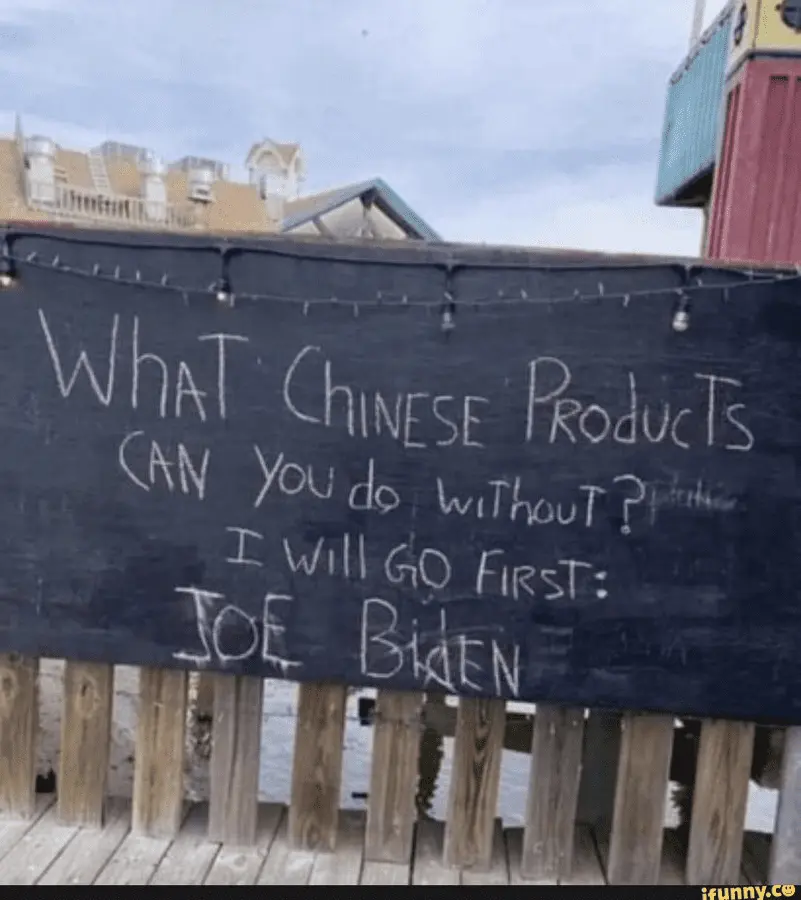 WhAT ChINESE PRoducTs
CAN You do wiThouT?
I Will GO FIRST:
JOE BidEN
ifunny.co